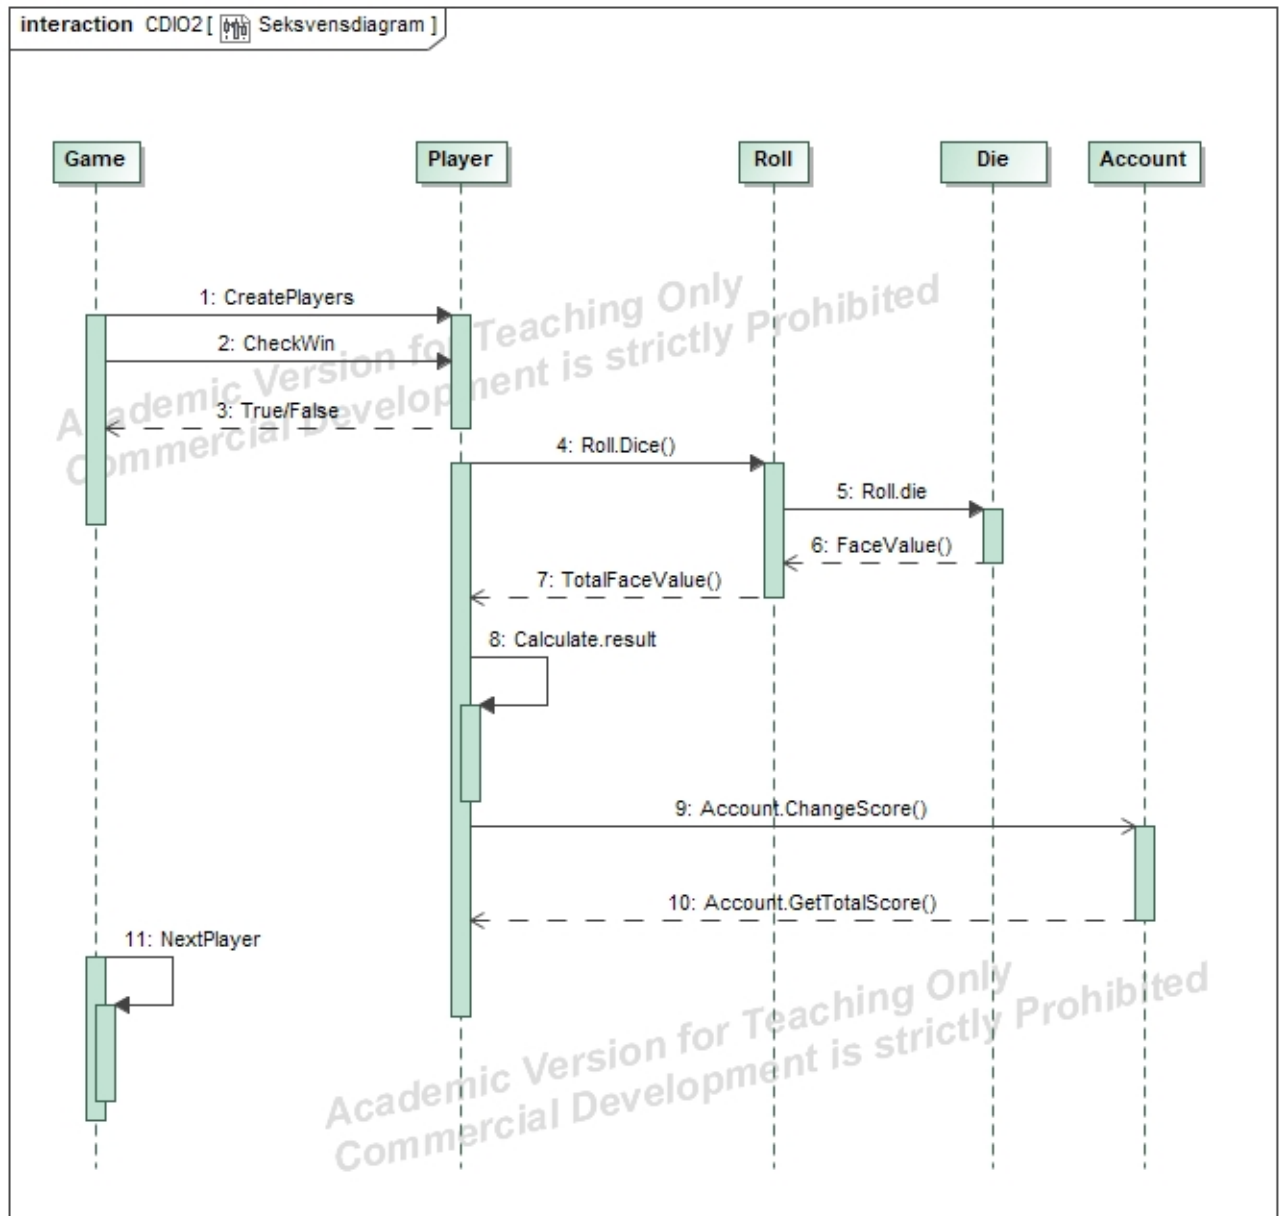 interaction CDIO2 [ Seksvensdiagram ]
Game
Player
Roll
Die
Account
1: CreatePlayers
2: CheckWin
3: True/False
4: Roll.Dice()
5: Roll.die
6: FaceValue()
7: TotalFaceValue()
8: Calculate.result
9: Account.ChangeScore()
10: Account.GetTotalScore()
11: NextPlayer
Academic Version for Teaching Only
Commercial Development is strictly Prohibited
Academic Version for Teaching Only
Commercial Development is strictly Prohibited